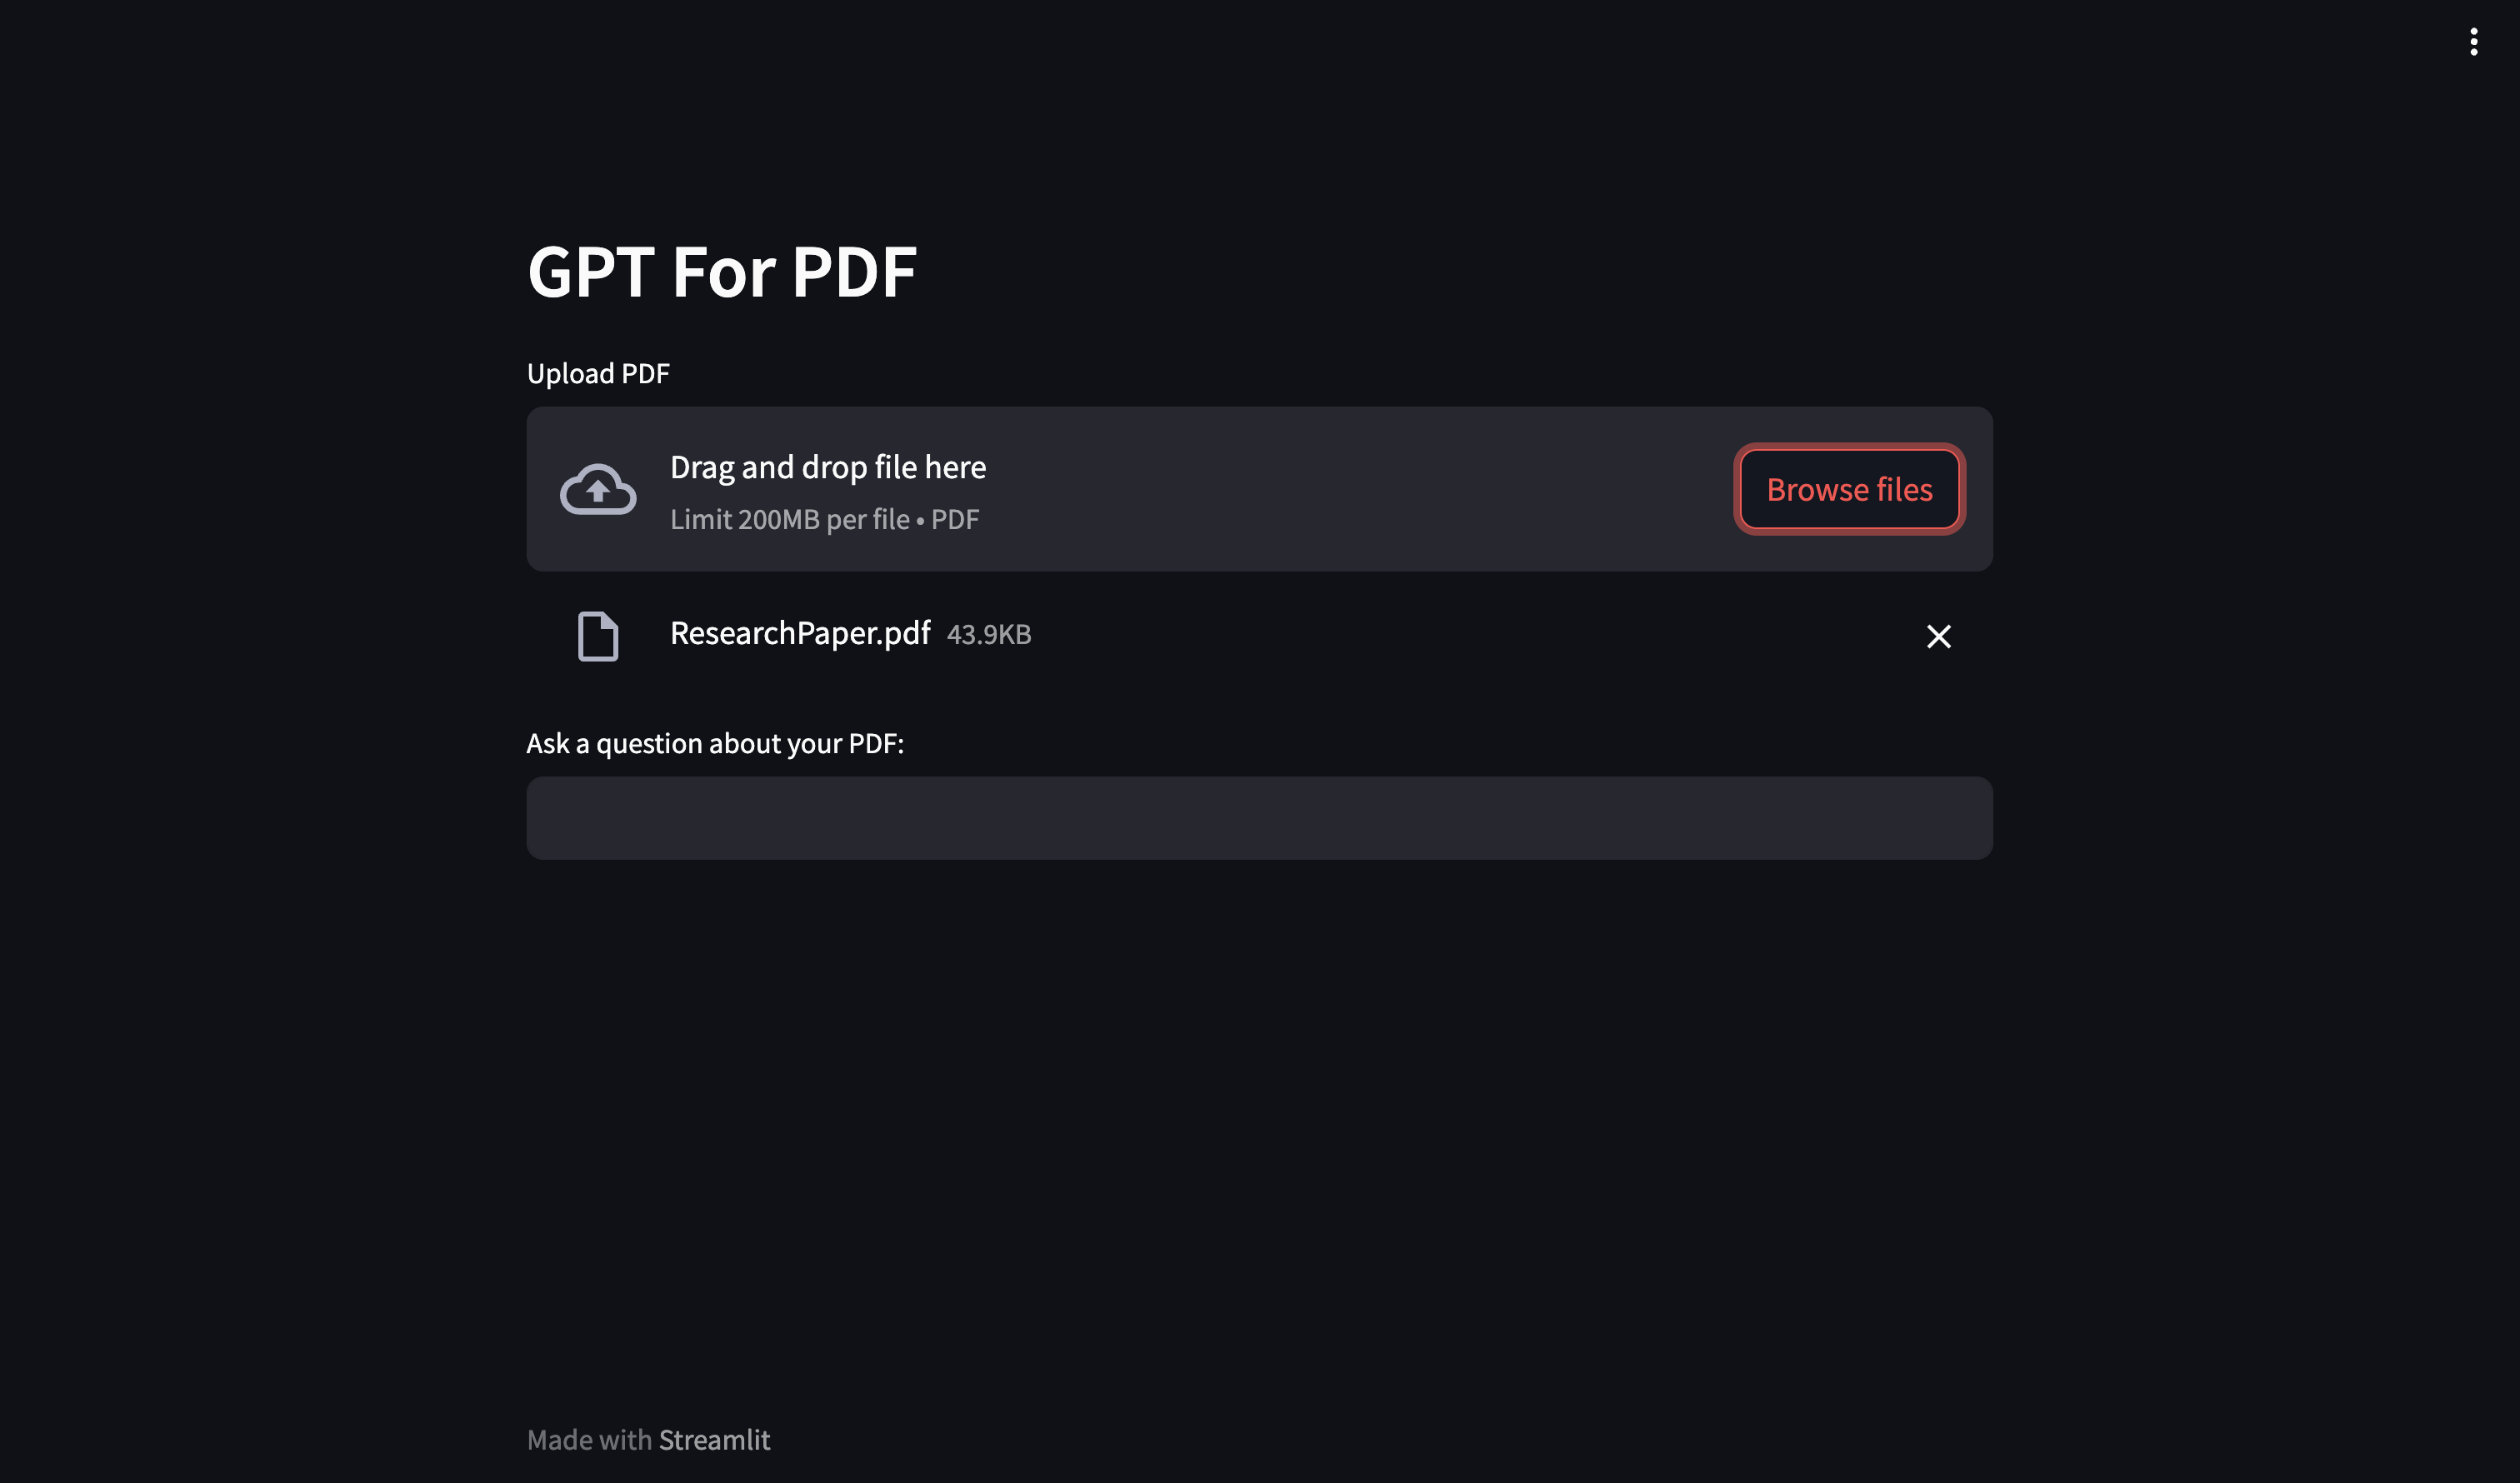 GPT For PDF
Upload PDF
Drag and drop file here
Limit 200MB per file • PDF
Browse files
ResearchPaper.pdf 43.9KB
Ask a question about your PDF:
Made with Streamlit